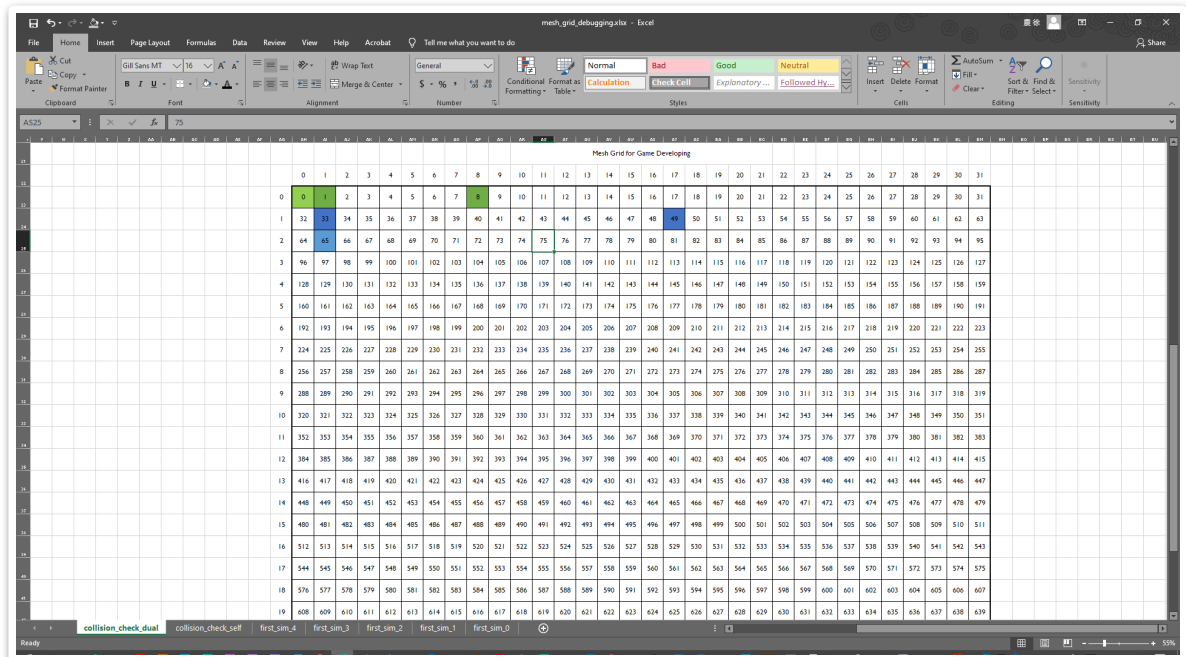 mesh_grid_debugging.xlsx - Excel
File Home Insert Page Layout Formulas Data Review View Help Acrobat Tell me what you want to do Share
Cut Gill Sans MT 16 Wrap Text General Normal Bad Good Neutral AutoSum
Copy Fill
Paste Format Painter Merge & Center Conditional Formatting Format as Table Calculation Check Cell Explanatory ... Followed Hy... Insert Delete Format Clear Sort & Filter Find & Select Sensitivity
Clipboard Font Alignment Number Styles Cells Editing Sensitivity
AS25 fx 75
Mesh Grid for Game Developing
0 1 2 3 4 5 6 7 8 9 10 11 12 13 14 15 16 17 18 19 20 21 22 23 24 25 26 27 28 29 30 31
0 0 1 2 3 4 5 6 7 8 9 10 11 12 13 14 15 16 17 18 19 20 21 22 23 24 25 26 27 28 29 30 31
1 32 33 34 35 36 37 38 39 40 41 42 43 44 45 46 47 48 49 50 51 52 53 54 55 56 57 58 59 60 61 62 63
2 64 65 66 67 68 69 70 71 72 73 74 75 76 77 78 79 80 81 82 83 84 85 86 87 88 89 90 91 92 93 94 95
3 96 97 98 99 100 101 102 103 104 105 106 107 108 109 110 111 112 113 114 115 116 117 118 119 120 121 122 123 124 125 126 127
4 128 129 130 131 132 133 134 135 136 137 138 139 140 141 142 143 144 145 146 147 148 149 150 151 152 153 154 155 156 157 158 159
5 160 161 162 163 164 165 166 167 168 169 170 171 172 173 174 175 176 177 178 179 180 181 182 183 184 185 186 187 188 189 190 191
6 192 193 194 195 196 197 198 199 200 201 202 203 204 205 206 207 208 209 210 211 212 213 214 215 216 217 218 219 220 221 222 223
7 224 225 226 227 228 229 230 231 232 233 234 235 236 237 238 239 240 241 242 243 244 245 246 247 248 249 250 251 252 253 254 255
8 256 257 258 259 260 261 262 263 264 265 266 267 268 269 270 271 272 273 274 275 276 277 278 279 280 281 282 283 284 285 286 287
9 288 289 290 291 292 293 294 295 296 297 298 299 300 301 302 303 304 305 306 307 308 309 310 311 312 313 314 315 316 317 318 319
10 320 321 322 323 324 325 326 327 328 329 330 331 332 333 334 335 336 337 338 339 340 341 342 343 344 345 346 347 348 349 350 351
11 352 353 354 355 356 357 358 359 360 361 362 363 364 365 366 367 368 369 370 371 372 373 374 375 376 377 378 379 380 381 382 383
12 384 385 386 387 388 389 390 391 392 393 394 395 396 397 398 399 400 401 402 403 404 405 406 407 408 409 410 411 412 413 414 415
13 416 417 418 419 420 421 422 423 424 425 426 427 428 429 430 431 432 433 434 435 436 437 438 439 440 441 442 443 444 445 446 447
14 448 449 450 451 452 453 454 455 456 457 458 459 460 461 462 463 464 465 466 467 468 469 470 471 472 473 474 475 476 477 478 479
15 480 481 482 483 484 485 486 487 488 489 490 491 492 493 494 495 496 497 498 499 500 501 502 503 504 505 506 507 508 509 510 511
16 512 513 514 515 516 517 518 519 520 521 522 523 524 525 526 527 528 529 530 531 532 533 534 535 536 537 538 539 540 541 542 543
17 544 545 546 547 548 549 550 551 552 553 554 555 556 557 558 559 560 561 562 563 564 565 566 567 568 569 570 571 572 573 574 575
18 576 577 578 579 580 581 582 583 584 585 586 587 588 589 590 591 592 593 594 595 596 597 598 599 600 601 602 603 604 605 606 607
19 608 609 610 611 612 613 614 615 616 617 618 619 620 621 622 623 624 625 626 627 628 629 630 631 632 633 634 635 636 637 638 639
collision_check_dual collision_check_self first_sim_4 first_sim_3 first_sim_2 first_sim_1 first_sim_0
Ready 55%